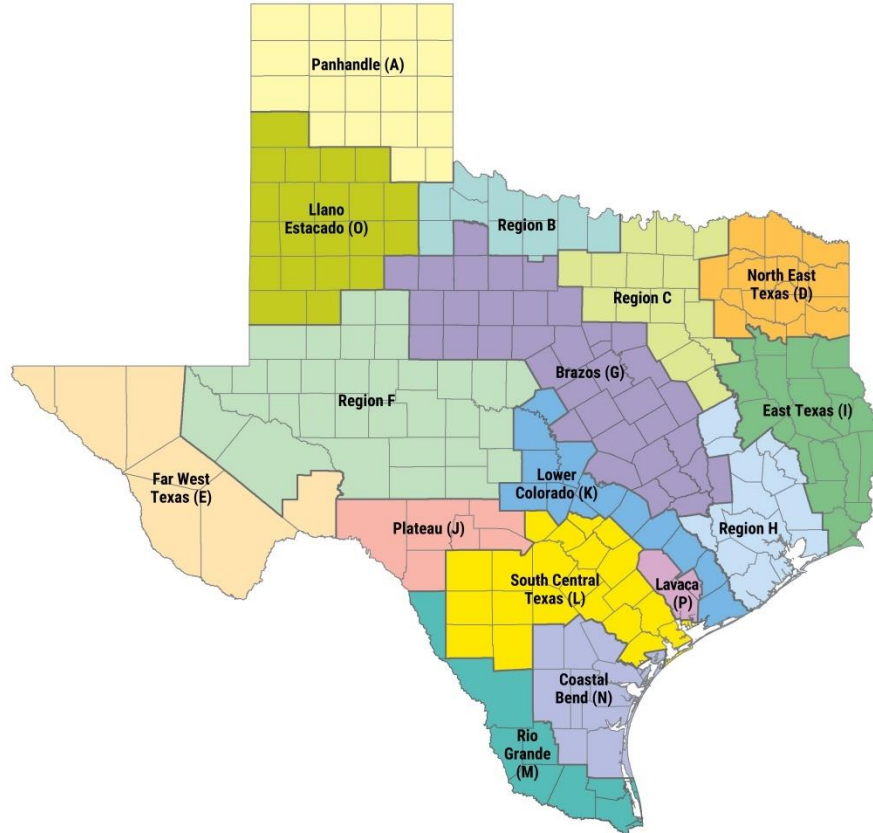 Panhandle (A)
Llano
Estacado (O)
Region B
North East
Texas (D)
Region C
Brazos (G)
Region F
East Texas (I)
Lower
Colorado (K)
Far West
Texas (E)
Plateau (J)
Region H
South Central
Texas (L)
Lavaca
(P)
Coastal
Bend (N)
Rio
Grande
(M)